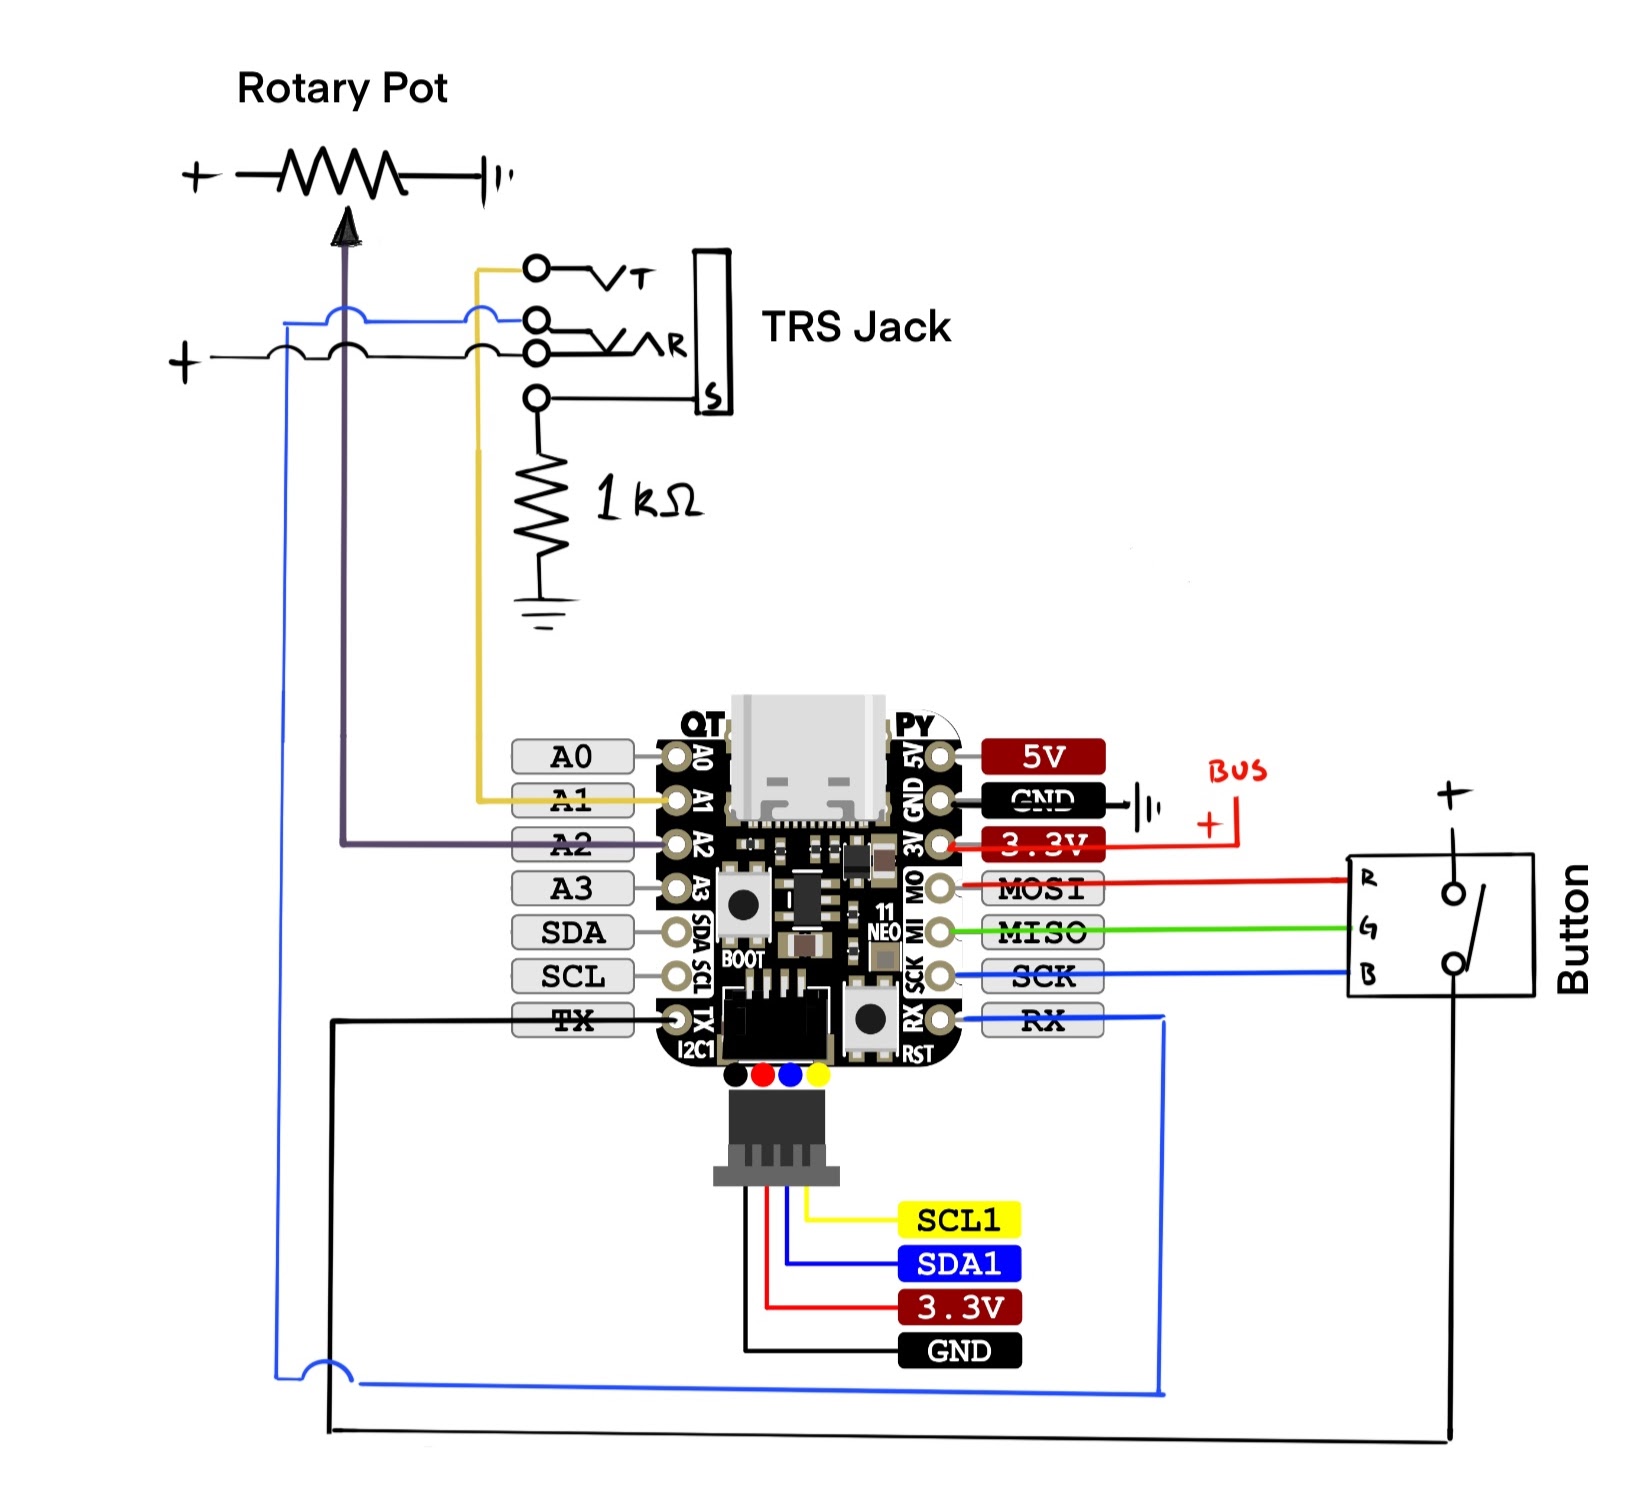 Rotary Pot
+
T
R
+
S
TRS Jack
1kΩ
QT PY
A0 A0 5V 5V
A1 A1 GND GND
BUS
+
A2 A2 3V 3.3V
A3 A3 MO MOSI
SDA SDA MI MISO
SCL SCL SCK SCK
TX TX RX RX
11
NEO
BOOT
I2C1
RST
+
R
G
B
Button
SCL1
SDA1
3.3V
GND